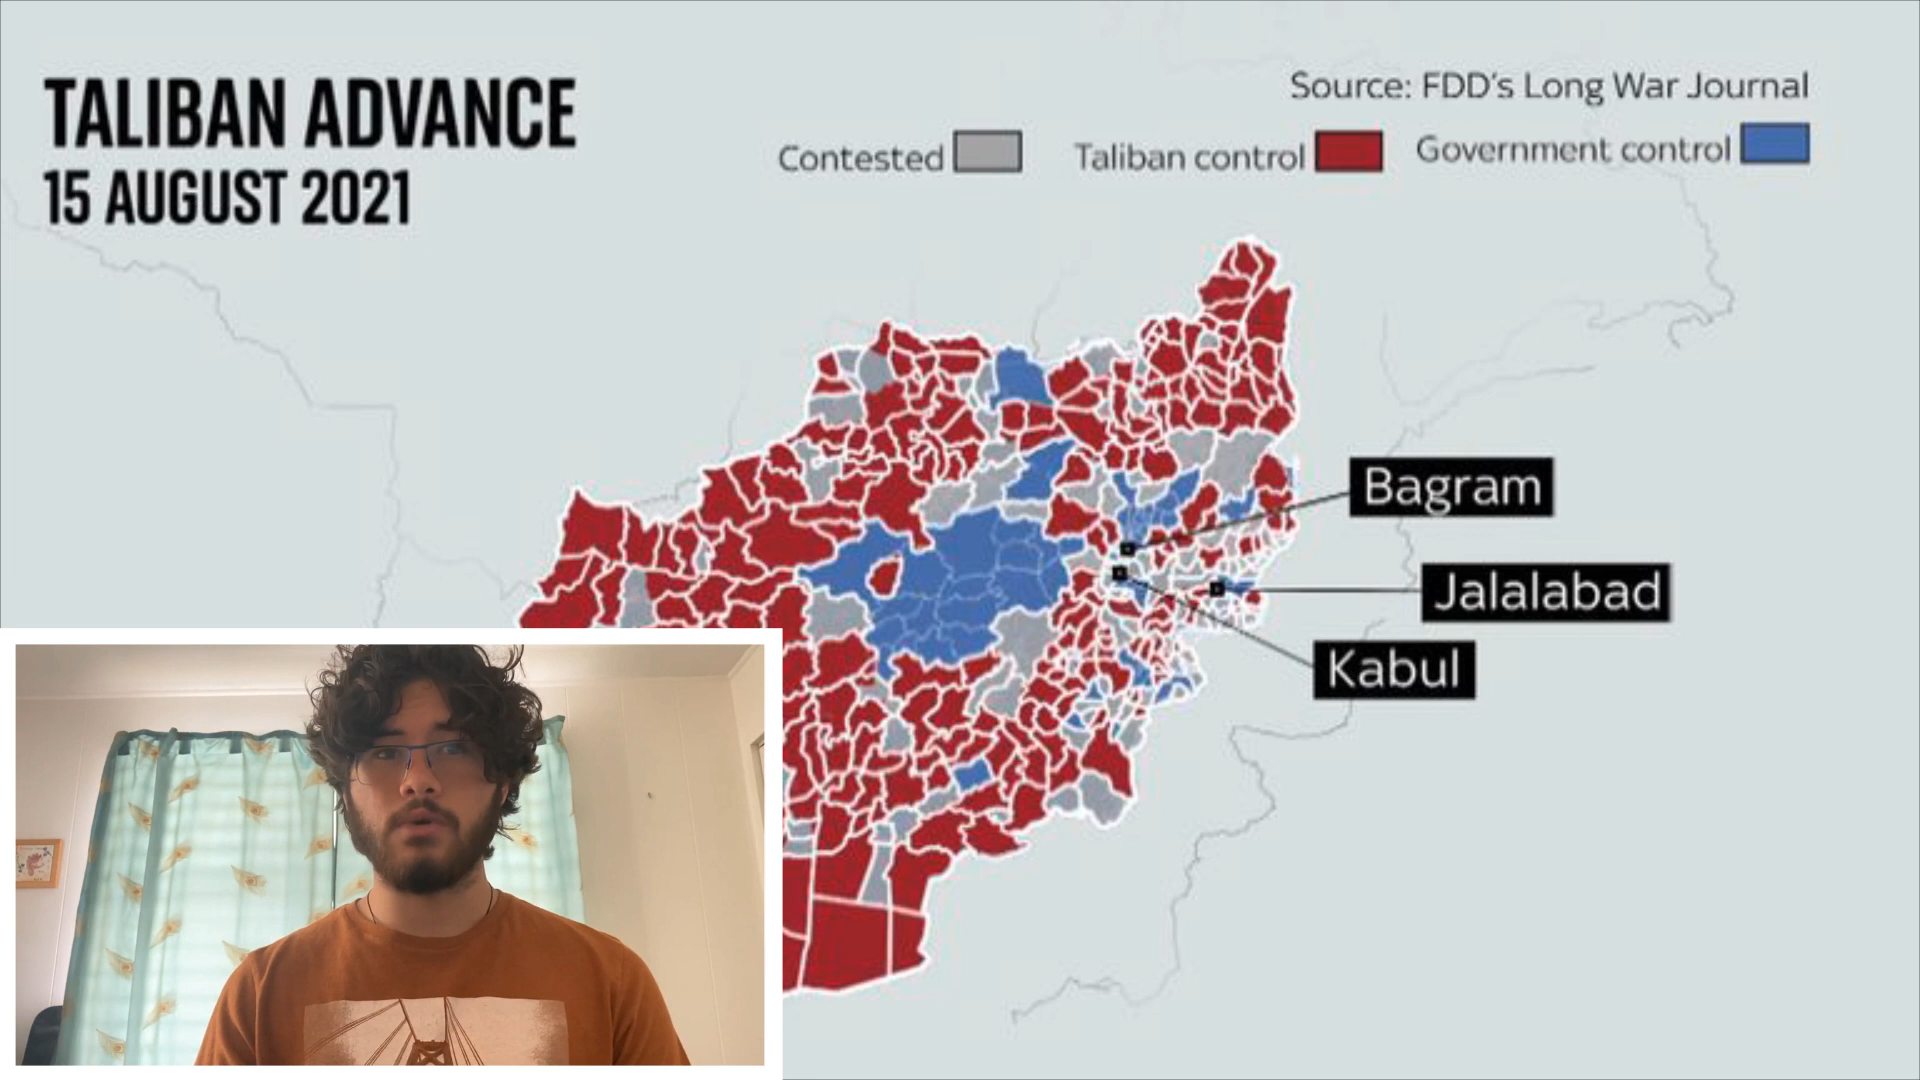 TALIBAN ADVANCE
15 AUGUST 2021
Source: FDD's Long War Journal
Contested
Taliban control
Government control
Bagram
Jalalabad
Kabul